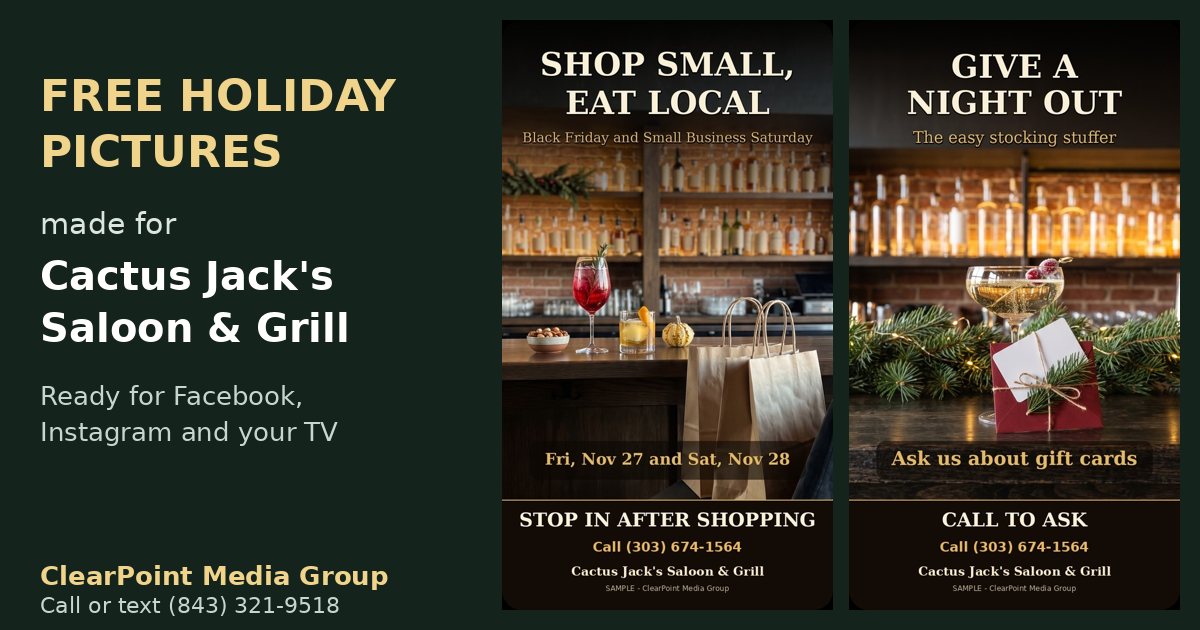 FREE HOLIDAY
PICTURES
made for
Cactus Jack's
Saloon & Grill
Ready for Facebook,
Instagram and your TV
ClearPoint Media Group
Call or text (843) 321-9518
SHOP SMALL,
EAT LOCAL
Black Friday and Small Business Saturday
Fri, Nov 27 and Sat, Nov 28
STOP IN AFTER SHOPPING
Call (303) 674-1564
Cactus Jack's Saloon & Grill
SAMPLE - ClearPoint Media Group
GIVE A
NIGHT OUT
The easy stocking stuffer
Ask us about gift cards
CALL TO ASK
Call (303) 674-1564
Cactus Jack's Saloon & Grill
SAMPLE - ClearPoint Media Group